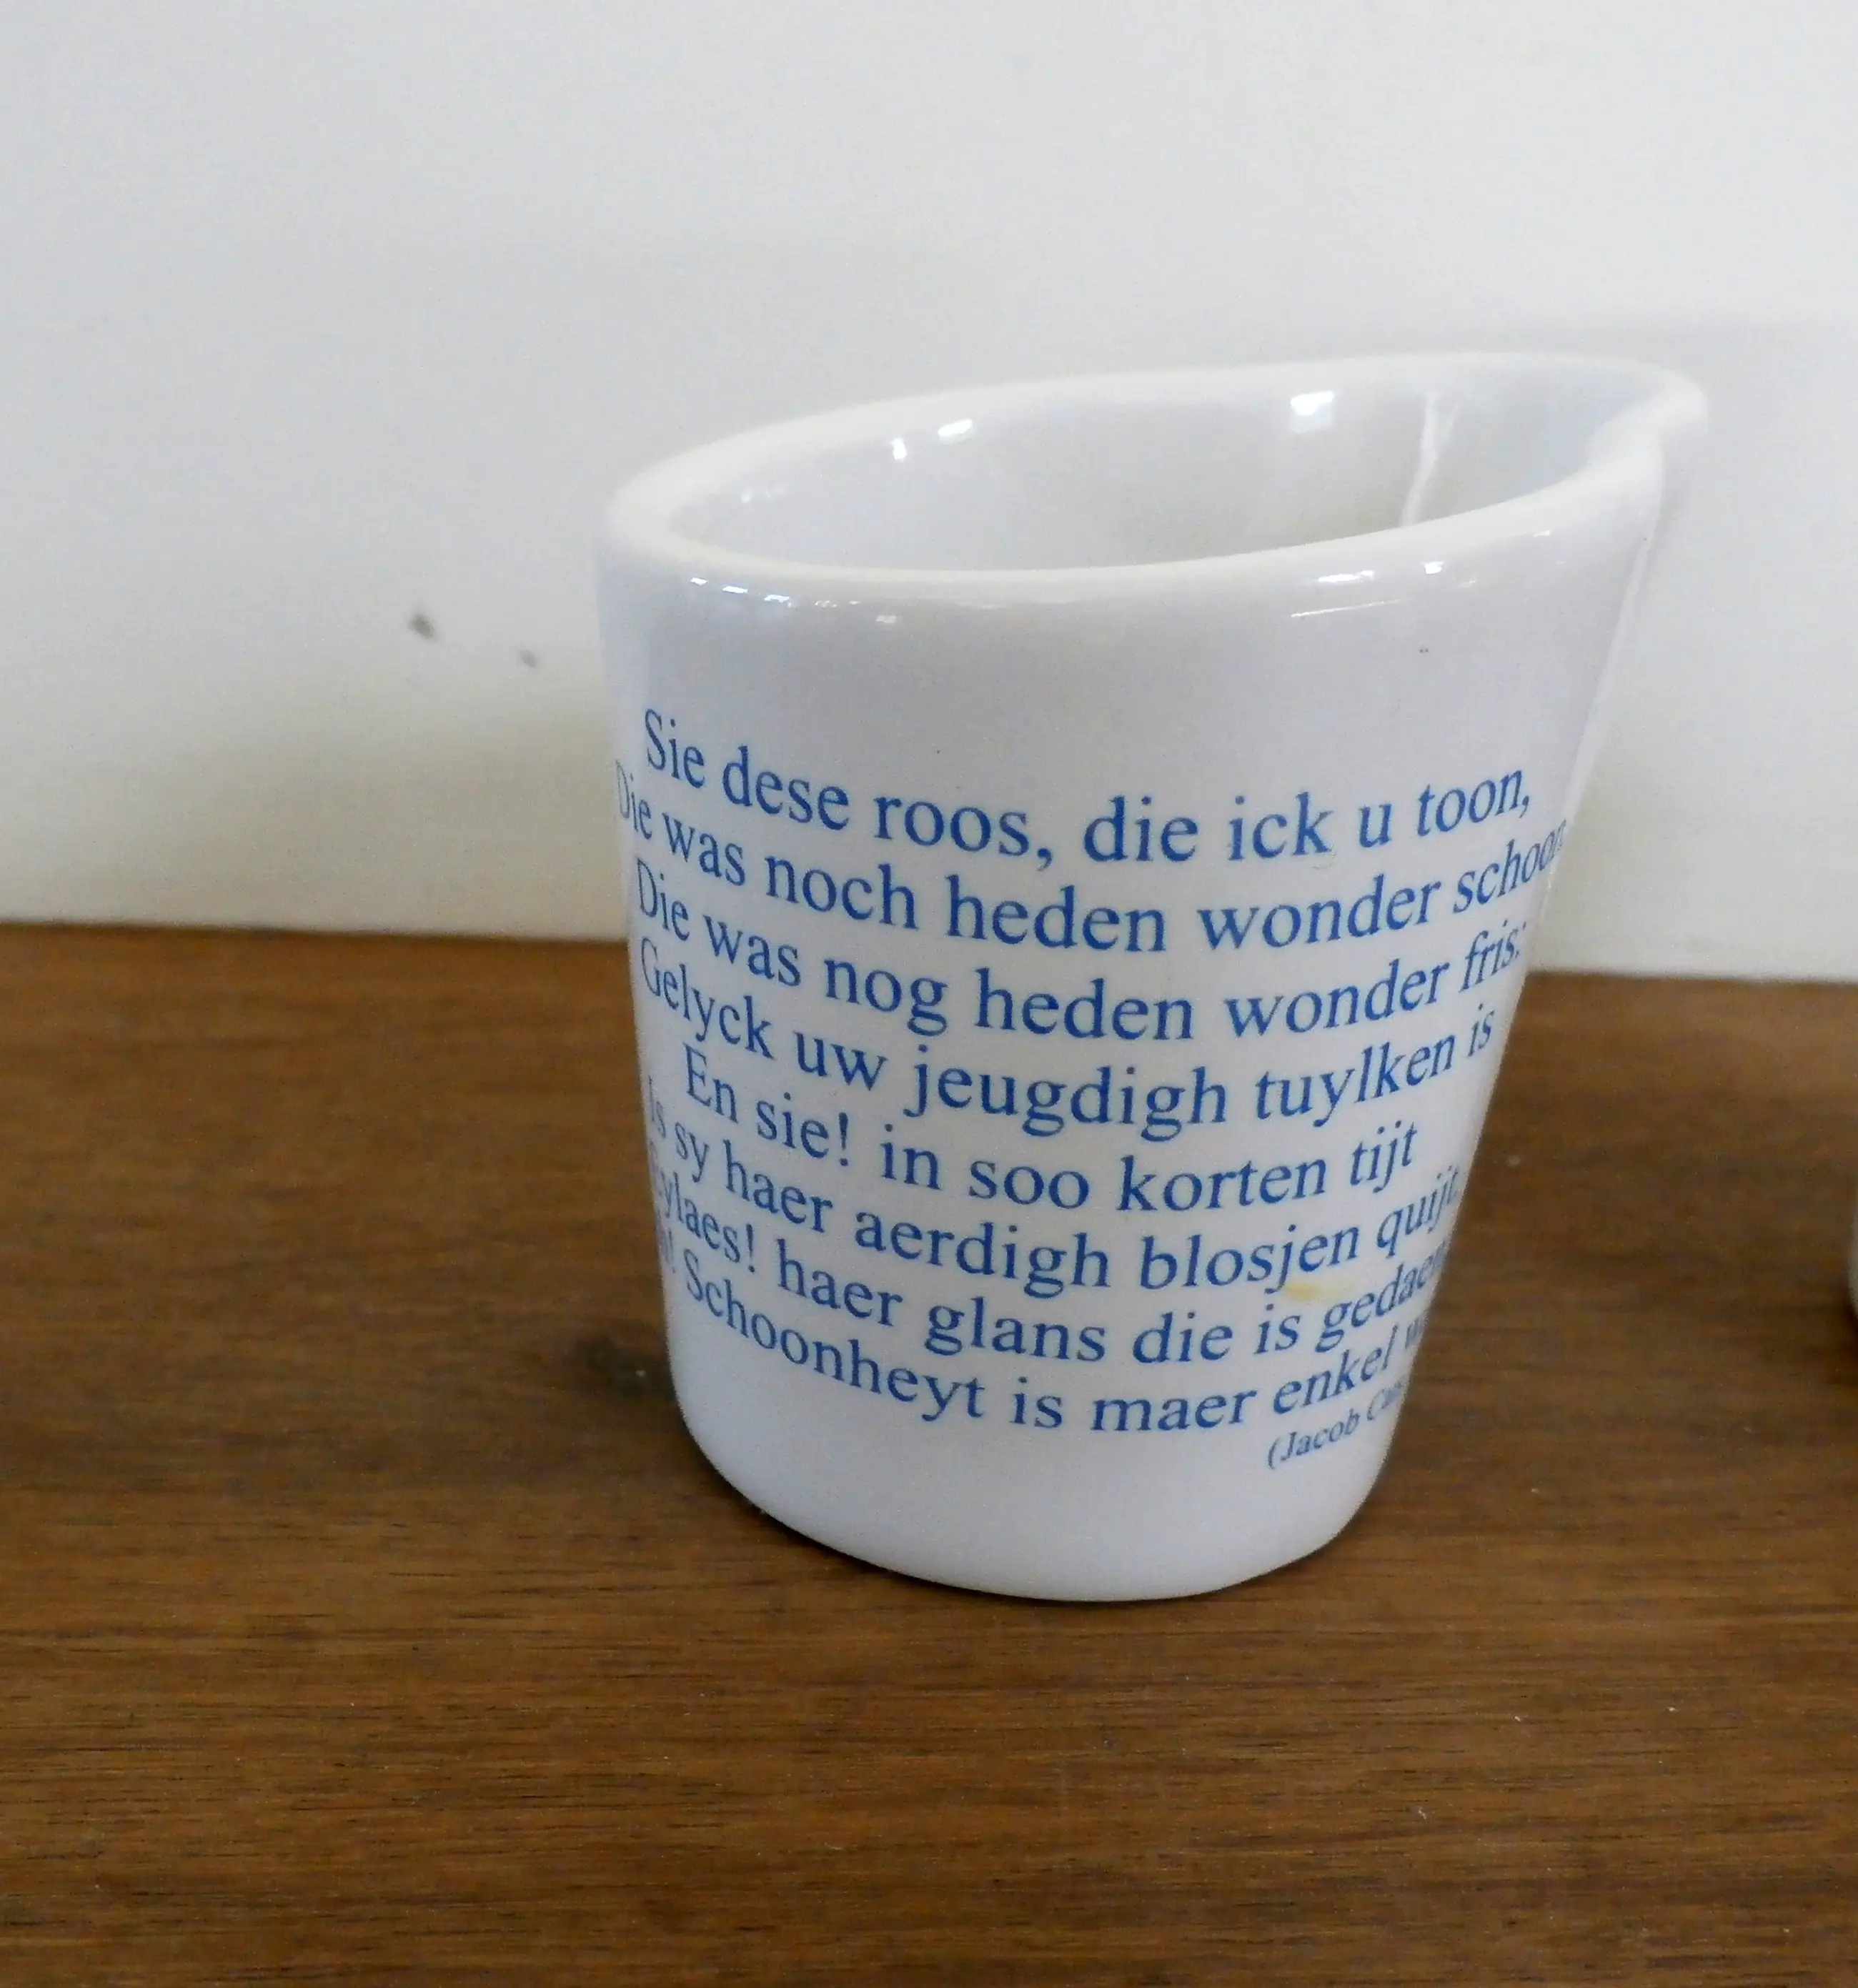 Sie dese roos, die ick u toon,
Die was noch heden wonder schoon
Die was nog heden wonder fris:
Gelyck uw jeugdigh tuylken is
En sie! in soo korten tijt
Is sy haer aerdigh blosjen quijt,
haer glans die is gedaen
Schoonheyt is maer enkel
(Jacob